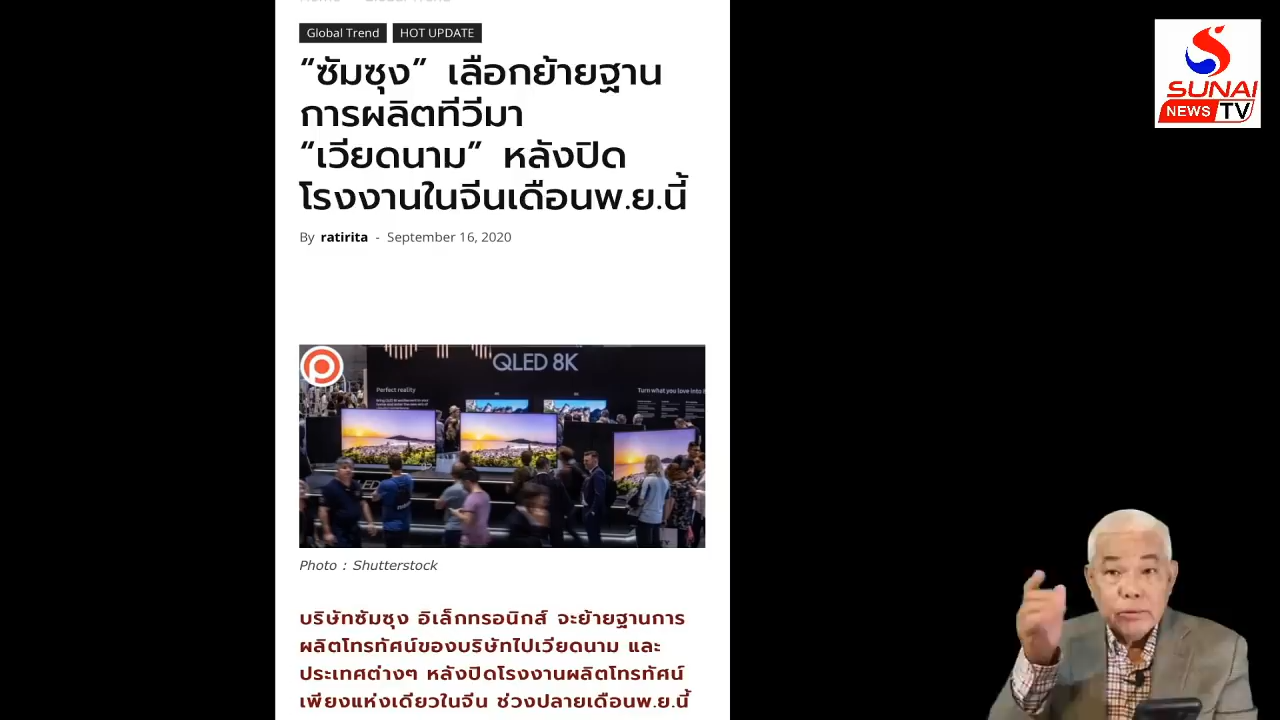 Global Trend HOT UPDATE
“ซัมซุง” เลือกย้ายฐาน
การผลิตทีวีมา
“เวียดนาม” หลังปิด
โรงงานในจีนเดือนพ.ย.นี้
By ratirita - September 16, 2020
QLED 8K
Perfect reality
Turn what you love into
Photo : Shutterstock
บริษัทซัมซุง อิเล็กทรอนิกส์ จะย้ายฐานการ
ผลิตโทรทัศน์ของบริษัทไปเวียดนาม และ
ประเทศต่างๆ หลังปิดโรงงานผลิตโทรทัศน์
เพียงแห่งเดียวในจีน ช่วงปลายเดือนพ.ย.นี้
SUNAI
NEWS TV